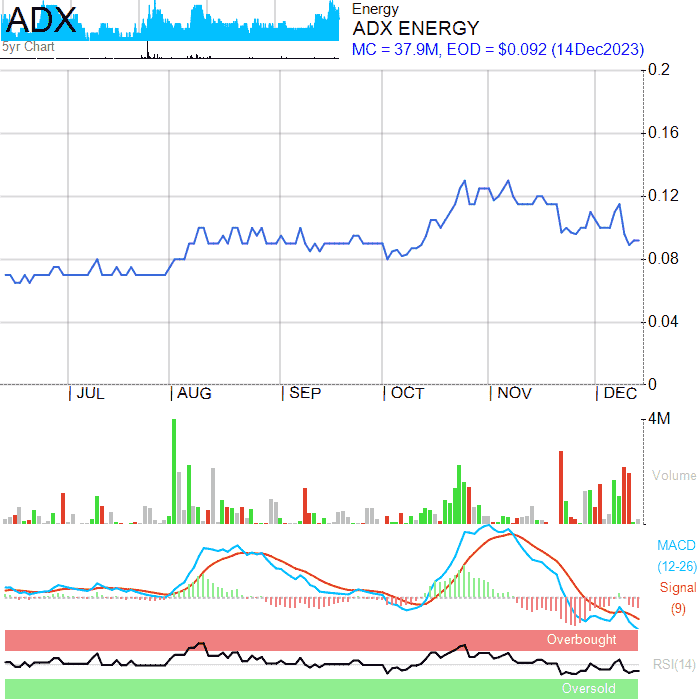 ADX
5yr Chart
Energy
ADX ENERGY
MC = 37.9M, EOD = $0.092 (14Dec2023)
0.2
0.16
0.12
0.08
0.04
0
| JUL | AUG | SEP | OCT | NOV | DEC
4M
Volume
MACD
(12-26)
Signal
(9)
Overbought
RSI(14)
Oversold